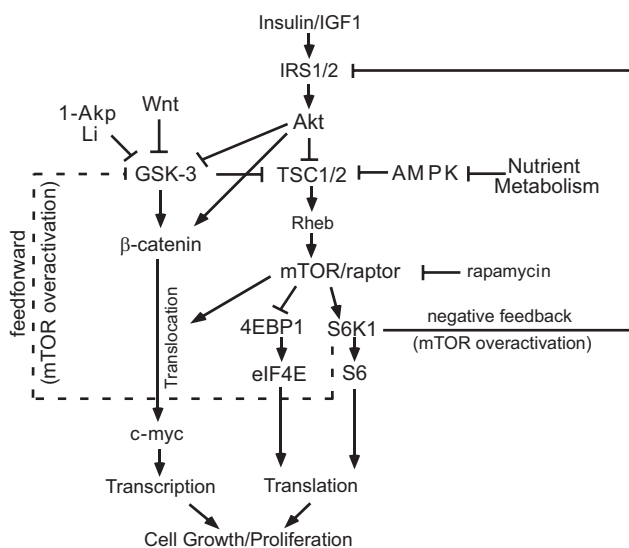 Insulin/IGF1
IRS1/2
Wnt
1-Akp
Li
Akt
GSK-3
TSC1/2
AMPK
Nutrient
Metabolism
Rheb
β-catenin
feedforward
(mTOR overactivation)
mTOR/raptor
rapamycin
Translocation
4EBP1
S6K1
negative feedback
(mTOR overactivation)
eIF4E
S6
c-myc
Transcription
Translation
Cell Growth/Proliferation